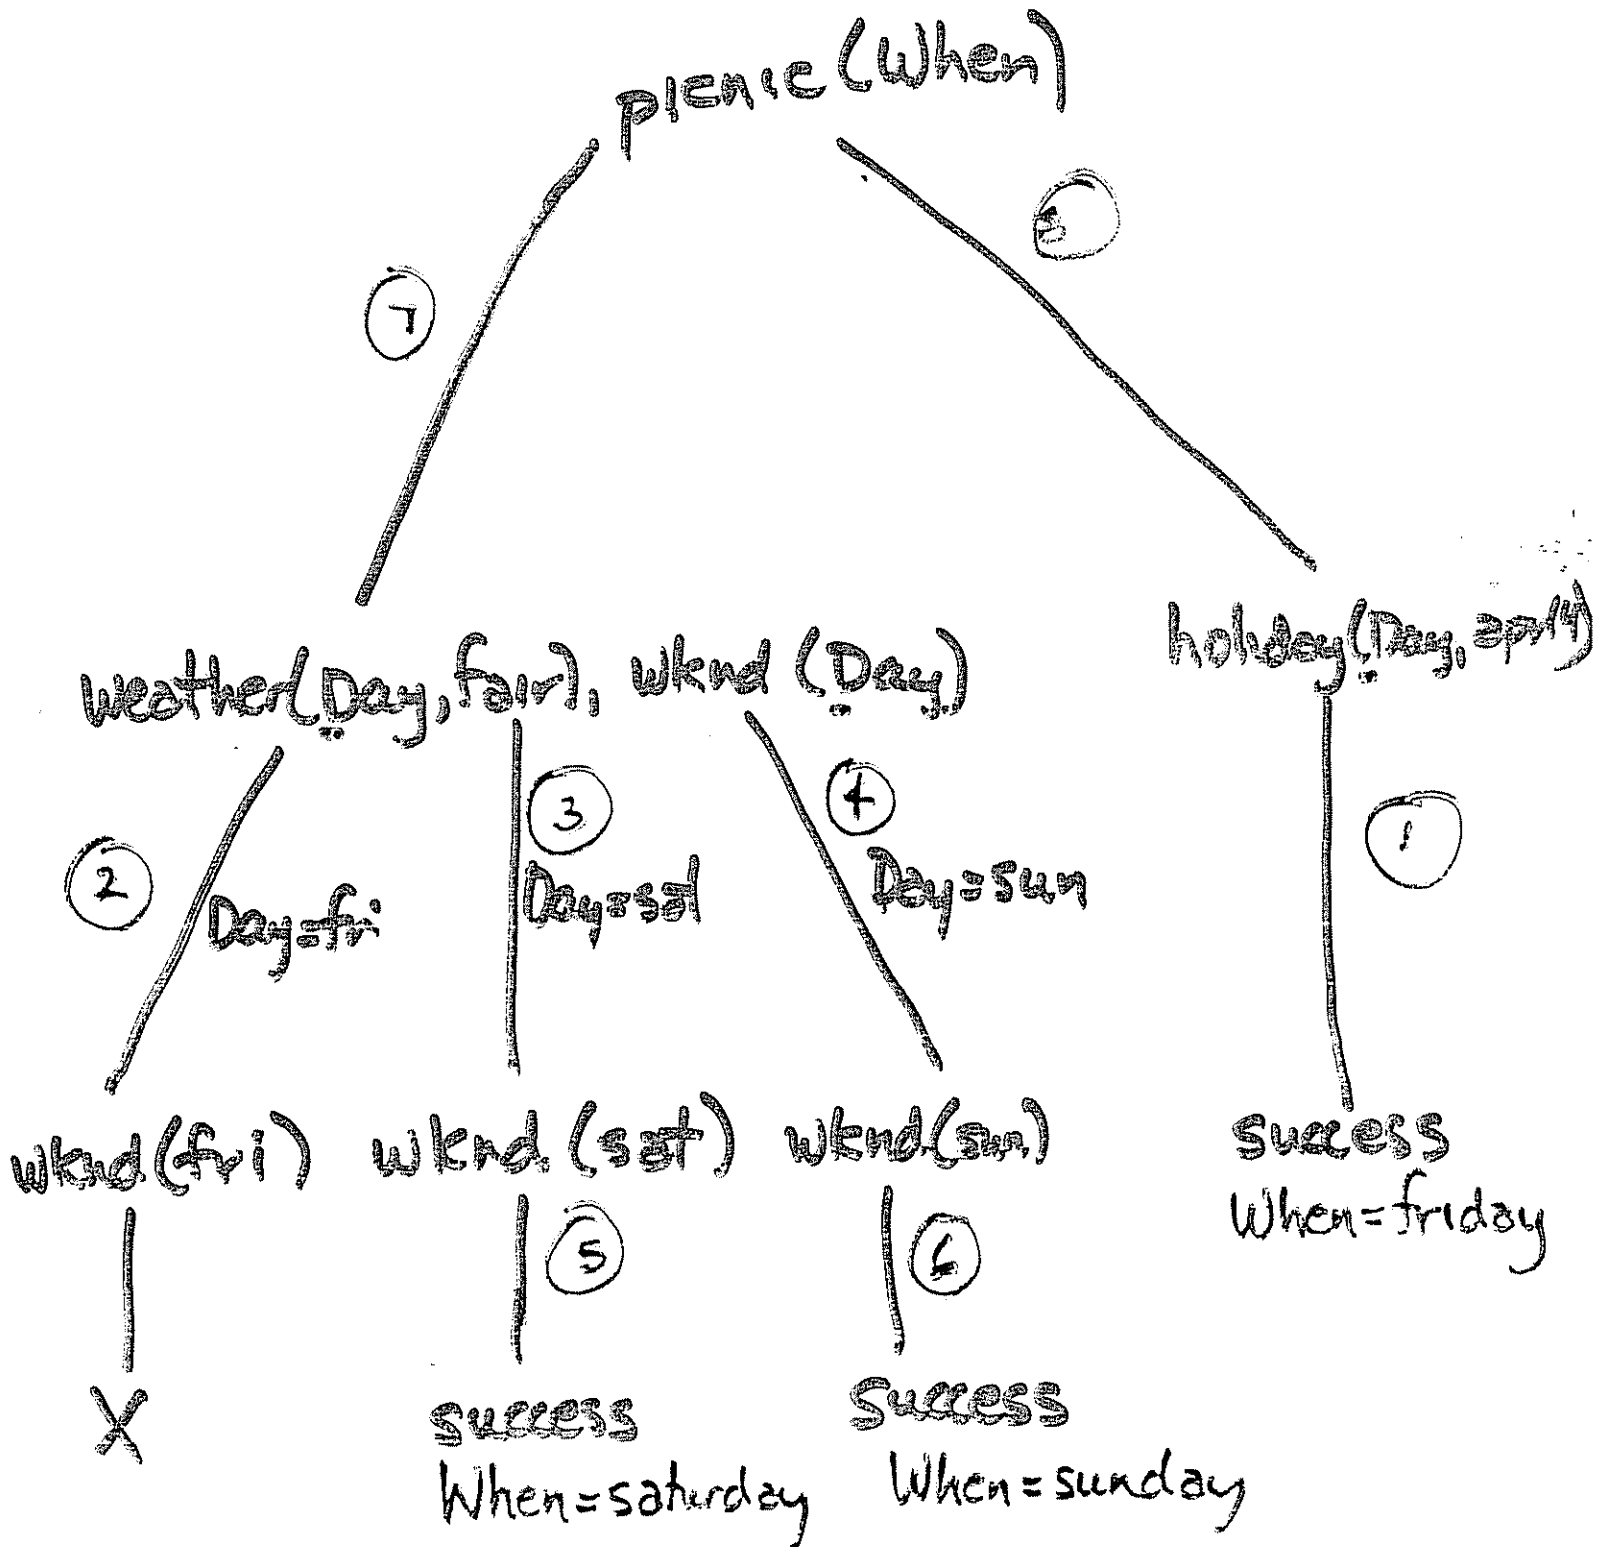 picnic (When)
7
weather(Day, fair), wknd (Day)
holiday(Day, april4)
2
3
4
1
Day=fri
Day=sat
Day=sun
wknd(fri)
wknd(sat)
wknd(sun)
success
When=friday
5
6
X
success
success
When=saturday
When=sunday